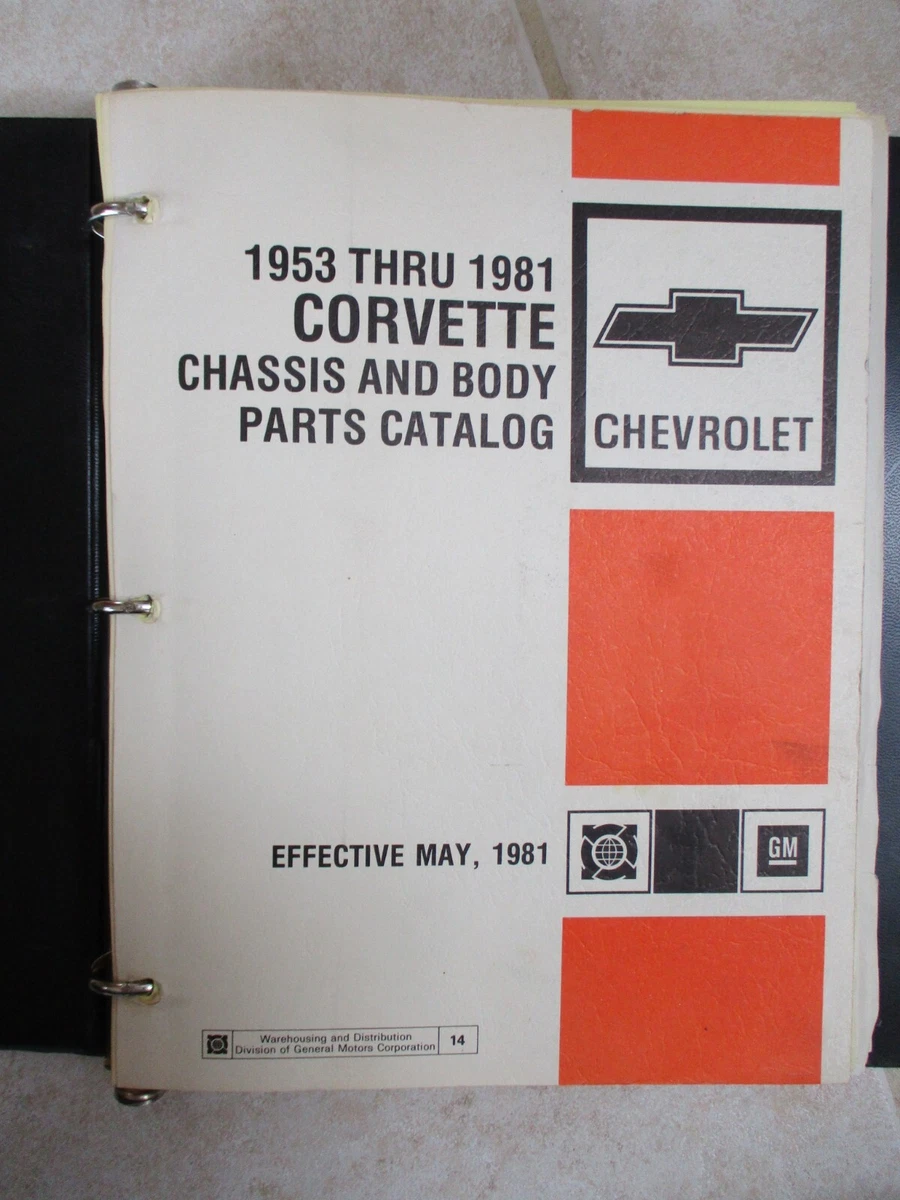 1953 THRU 1981
CORVETTE
CHASSIS AND BODY
PARTS CATALOG
CHEVROLET
EFFECTIVE MAY, 1981
GM
Warehousing and Distribution
Division of General Motors Corporation
14